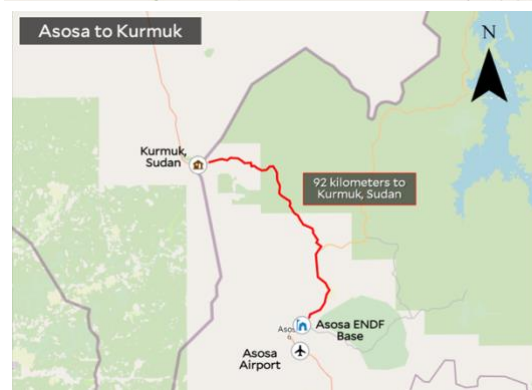 Asosa to Kurmuk
N
Kurmuk,
Sudan
92 kilometers to
Kurmuk, Sudan
Asosa ENDF
Base
Asosa
Airport